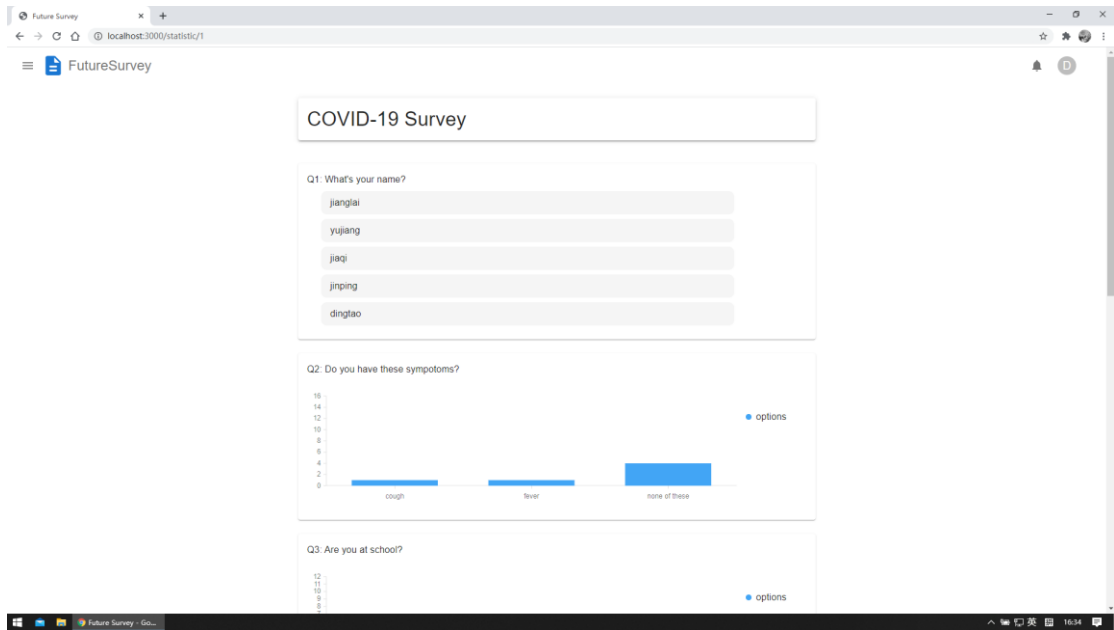 Future Survey
localhost:3000/statistic/1
FutureSurvey
D
COVID-19 Survey
Q1: What's your name?
jianglai
yujiang
jiaqi
jinping
dingtao
Q2: Do you have these sympotoms?
16
14
12
10
8
6
4
2
0
options
cough
fever
none of these
Q3: Are you at school?
12
11
10
9
8
options
Future Survey - Go...
英
16:34